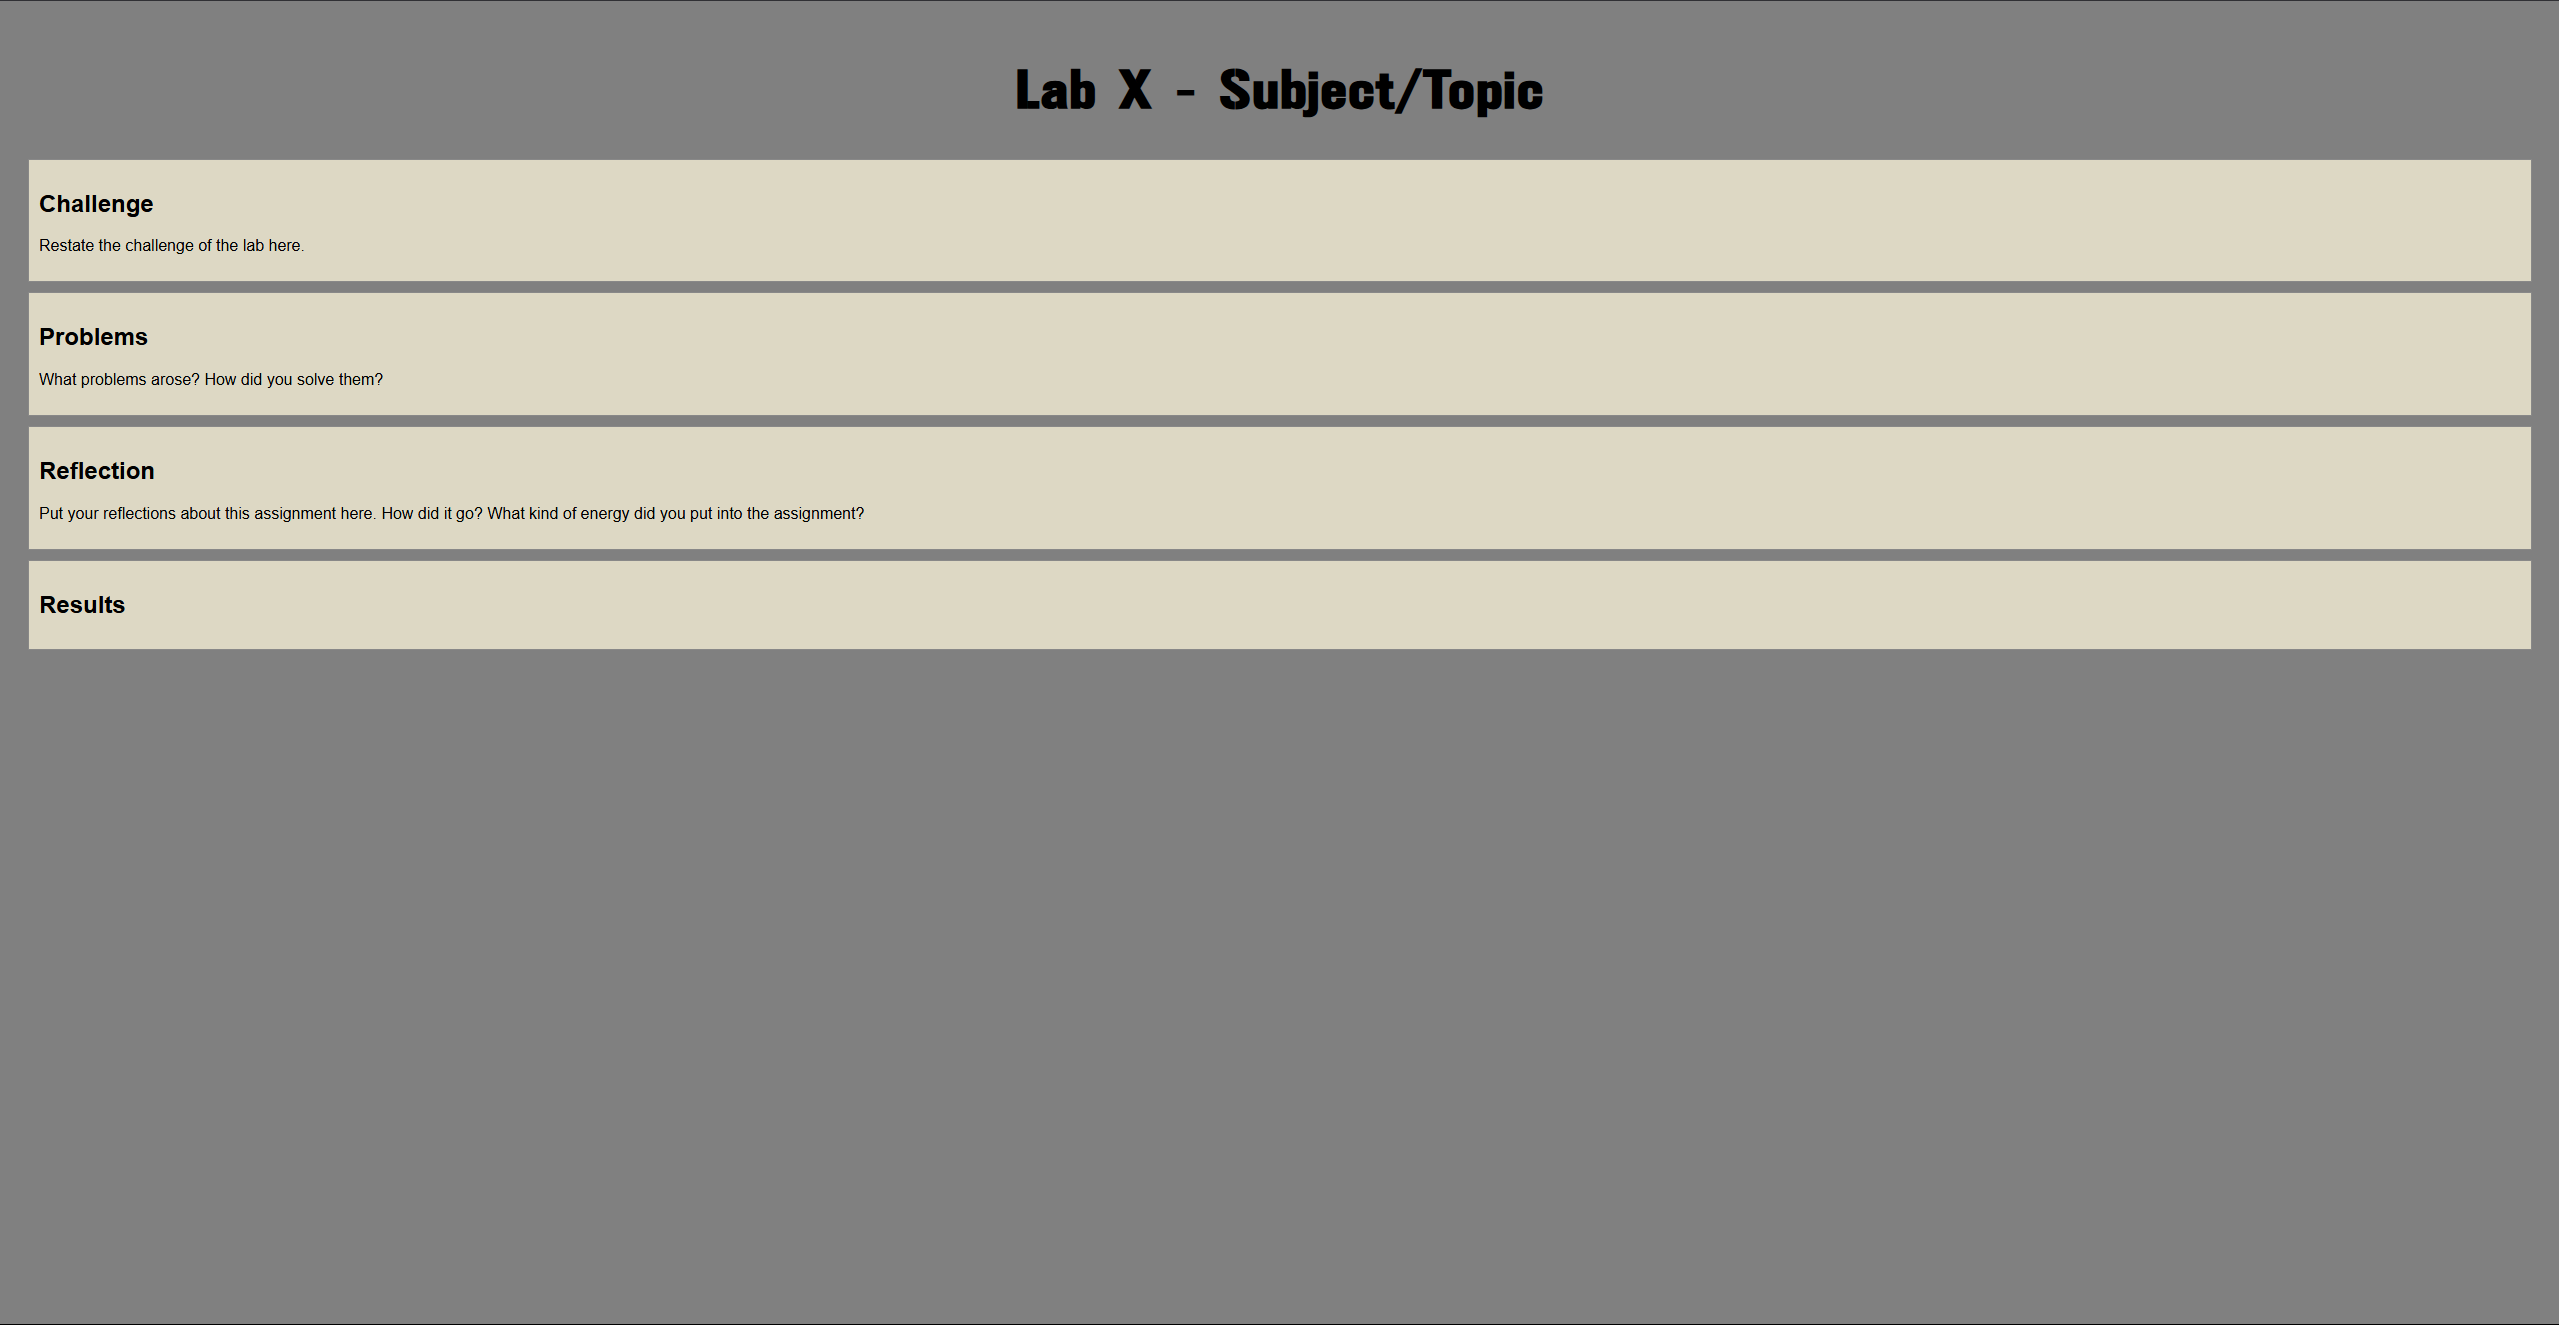 Lab X - Subject/Topic
Challenge
Restate the challenge of the lab here.
Problems
What problems arose? How did you solve them?
Reflection
Put your reflections about this assignment here. How did it go? What kind of energy did you put into the assignment?
Results